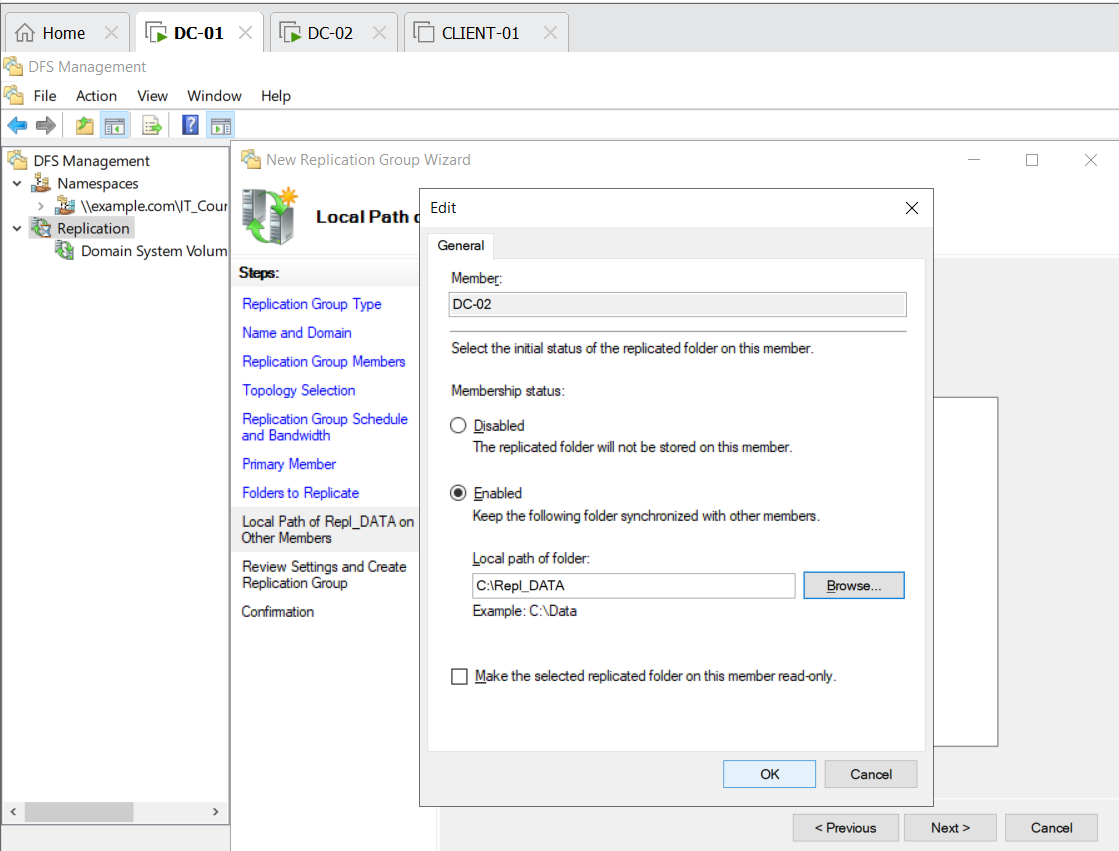 Home
DC-01
DC-02
CLIENT-01
DFS Management
File Action View Window Help
DFS Management
Namespaces
\\example.com\IT_Cour
Replication
Domain System Volum
New Replication Group Wizard
Local Path o
Steps:
Replication Group Type
Name and Domain
Replication Group Members
Topology Selection
Replication Group Schedule
and Bandwidth
Primary Member
Folders to Replicate
Local Path of Repl_DATA on
Other Members
Review Settings and Create
Replication Group
Confirmation
Edit
General
Member:
DC-02
Select the initial status of the replicated folder on this member.
Membership status:
Disabled
The replicated folder will not be stored on this member.
Enabled
Keep the following folder synchronized with other members.
Local path of folder:
C:\Repl_DATA
Browse...
Example: C:\Data
Make the selected replicated folder on this member read-only.
OK
Cancel
< Previous
Next >
Cancel